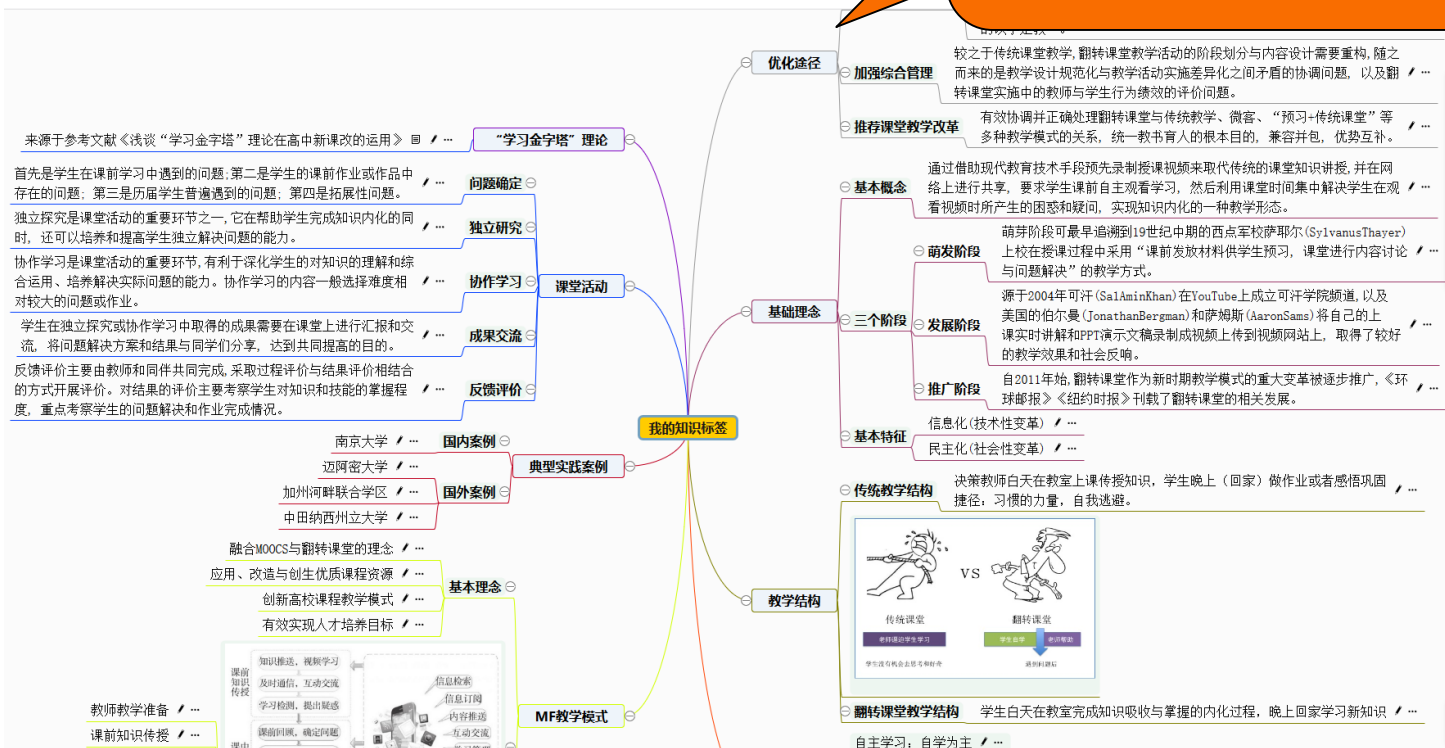 我的知识标签
优化途径
加强综合管理
较之于传统课堂教学,翻转课堂教学活动的阶段划分与内容设计需要重构,随之
而来的是教学设计规范化与教学活动实施差异化之间矛盾的协调问题，以及翻
转课堂实施中的教师与学生行为绩效的评价问题。
推荐课堂教学改革
有效协调并正确处理翻转课堂与传统教学、微客、“预习+传统课堂”等
多种教学模式的关系，统一教书育人的根本目的，兼容并包，优势互补。
基础理念
基本概念
通过借助现代教育技术手段预先录制授课视频来取代传统的课堂知识讲授,并在网
络上进行共享，要求学生课前自主观看学习，然后利用课堂时间集中解决学生在观
看视频时所产生的困惑和疑问，实现知识内化的一种教学形态。
三个阶段
萌发阶段
萌芽阶段可最早追溯到19世纪中期的西点军校萨耶尔(SylvanusThayer)
上校在授课过程中采用“课前发放材料供学生预习，课堂进行内容讨论
与问题解决”的教学方式。
发展阶段
源于2004年可汗(SalAminKhan)在YouTube上成立可汗学院频道,以及
美国的伯尔曼(JonathanBergman)和萨姆斯(AaronSams)将自己的上
课实时讲解和PPT演示文稿录制成视频上传到视频网站上，取得了较好
的教学效果和社会反响。
推广阶段
自2011年始,翻转课堂作为新时期教学模式的重大变革被逐步推广,《环
球邮报》《纽约时报》刊载了翻转课堂的相关发展。
基本特征
信息化(技术性变革)
民主化(社会性变革)
教学结构
传统教学结构
决策教师白天在教室上课传授知识，学生晚上（回家）做作业或者感悟巩固
捷径：习惯的力量，自我逃避。
VS
传统课堂
翻转课堂
老师逼迫学生学习
学生自学
老师帮助
学生没有机会去思考和好奇
遇到问题后
翻转课堂教学结构
学生白天在教室完成知识吸收与掌握的内化过程，晚上回家学习新知识
自主学习：自学为主
“学习金字塔”理论
来源于参考文献《浅谈“学习金字塔”理论在高中新课改的运用》
课堂活动
问题确定
首先是学生在课前学习中遇到的问题;第二是学生的课前作业或作品中
存在的问题；第三是历届学生普遍遇到的问题；第四是拓展性问题。
独立研究
独立探究是课堂活动的重要环节之一,它在帮助学生完成知识内化的同
时，还可以培养和提高学生独立解决问题的能力。
协作学习
协作学习是课堂活动的重要环节,有利于深化学生的对知识的理解和综
合运用、培养解决实际问题的能力。协作学习的内容一般选择难度相
对较大的问题或作业。
成果交流
学生在独立探究或协作学习中取得的成果需要在课堂上进行汇报和交
流，将问题解决方案和结果与同学们分享，达到共同提高的目的。
反馈评价
反馈评价主要由教师和同伴共同完成,采取过程评价与结果评价相结合
的方式开展评价。对结果的评价主要考察学生对知识和技能的掌握程
度，重点考察学生的问题解决和作业完成情况。
典型实践案例
国内案例
南京大学
国外案例
迈阿密大学
加州河畔联合学区
中田纳西州立大学
MF教学模式
基本理念
融合MOOCS与翻转课堂的理念
应用、改造与创生优质课程资源
创新高校课程教学模式
有效实现人才培养目标
教师教学准备
课前知识传授
课前
知识
传授
知识推送，视频学习
及时通信，互动交流
学习检测，提出疑惑
课前回顾，确定问题
信息检索
信息订阅
内容推送
互动交流